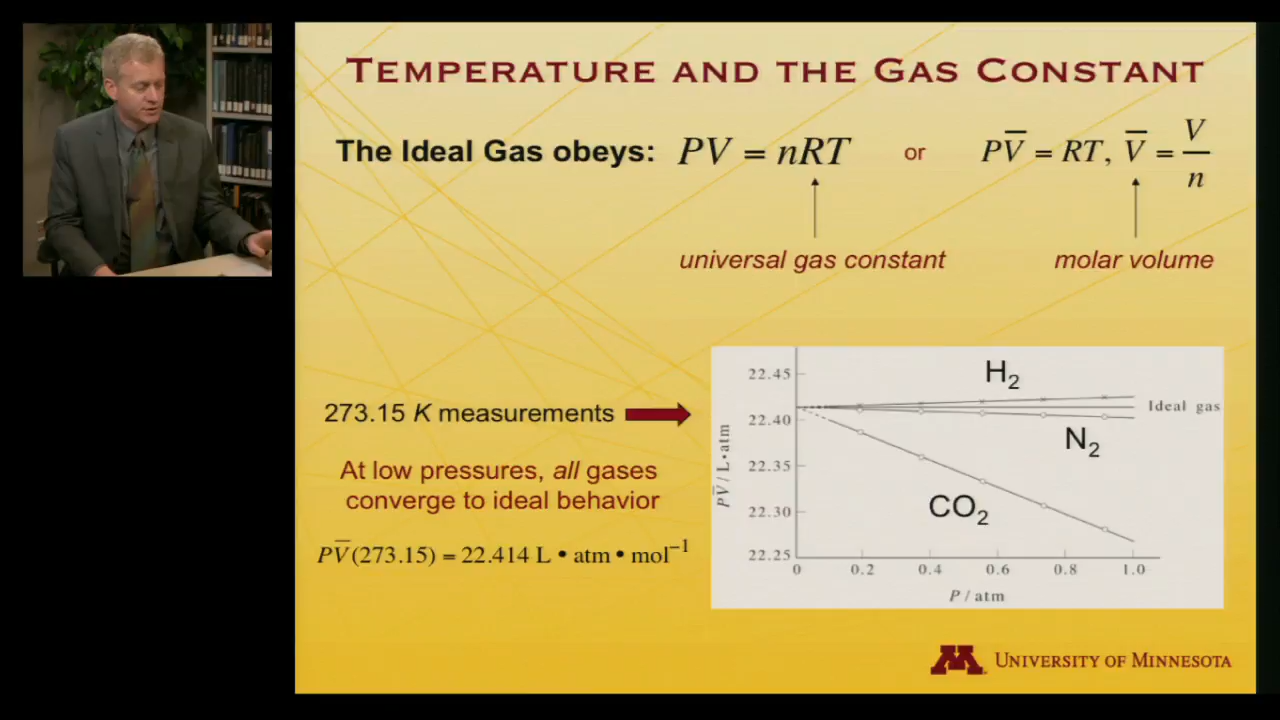 TEMPERATURE AND THE GAS CONSTANT
The Ideal Gas obeys: PV = nRT or PV̅ = RT, V̅ = V/n
universal gas constant
molar volume
273.15 K measurements
At low pressures, all gases
converge to ideal behavior
PV̅(273.15) = 22.414 L • atm • mol⁻¹
PV̅ / L•atm
22.45
22.40
22.35
22.30
22.25
0 0.2 0.4 0.6 0.8 1.0
P / atm
H₂
Ideal gas
N₂
CO₂
M UNIVERSITY OF MINNESOTA